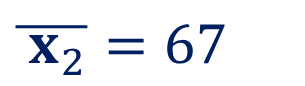 x̅₂ = 67